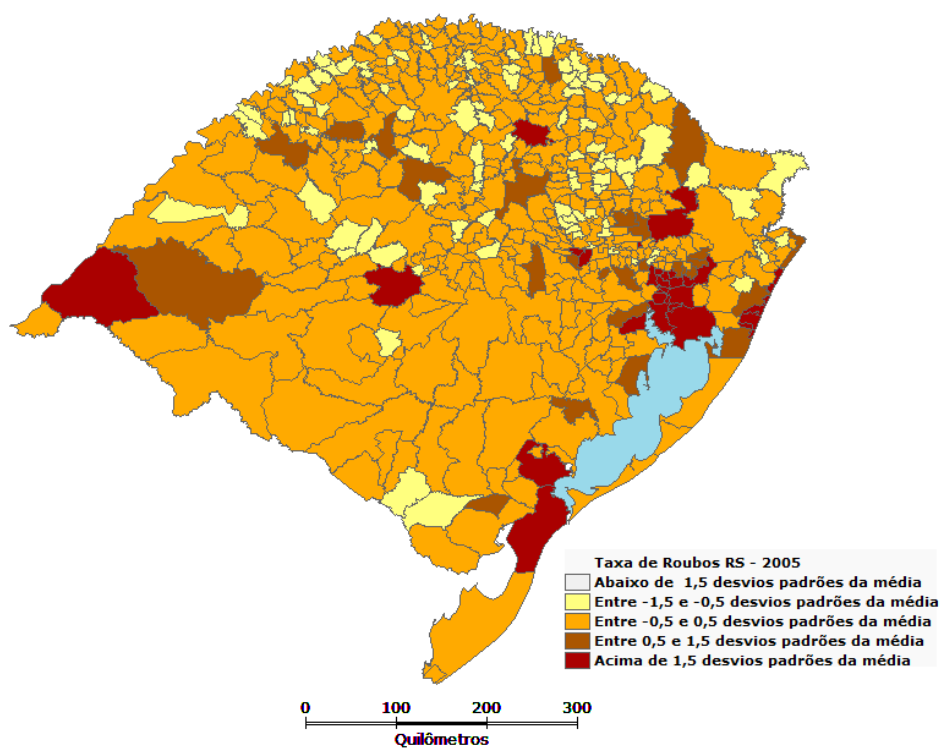 Taxa de Roubos RS - 2005
Abaixo de 1,5 desvios padrões da média
Entre -1,5 e -0,5 desvios padrões da média
Entre -0,5 e 0,5 desvios padrões da média
Entre 0,5 e 1,5 desvios padrões da média
Acima de 1,5 desvios padrões da média
0 100 200 300
Quilômetros